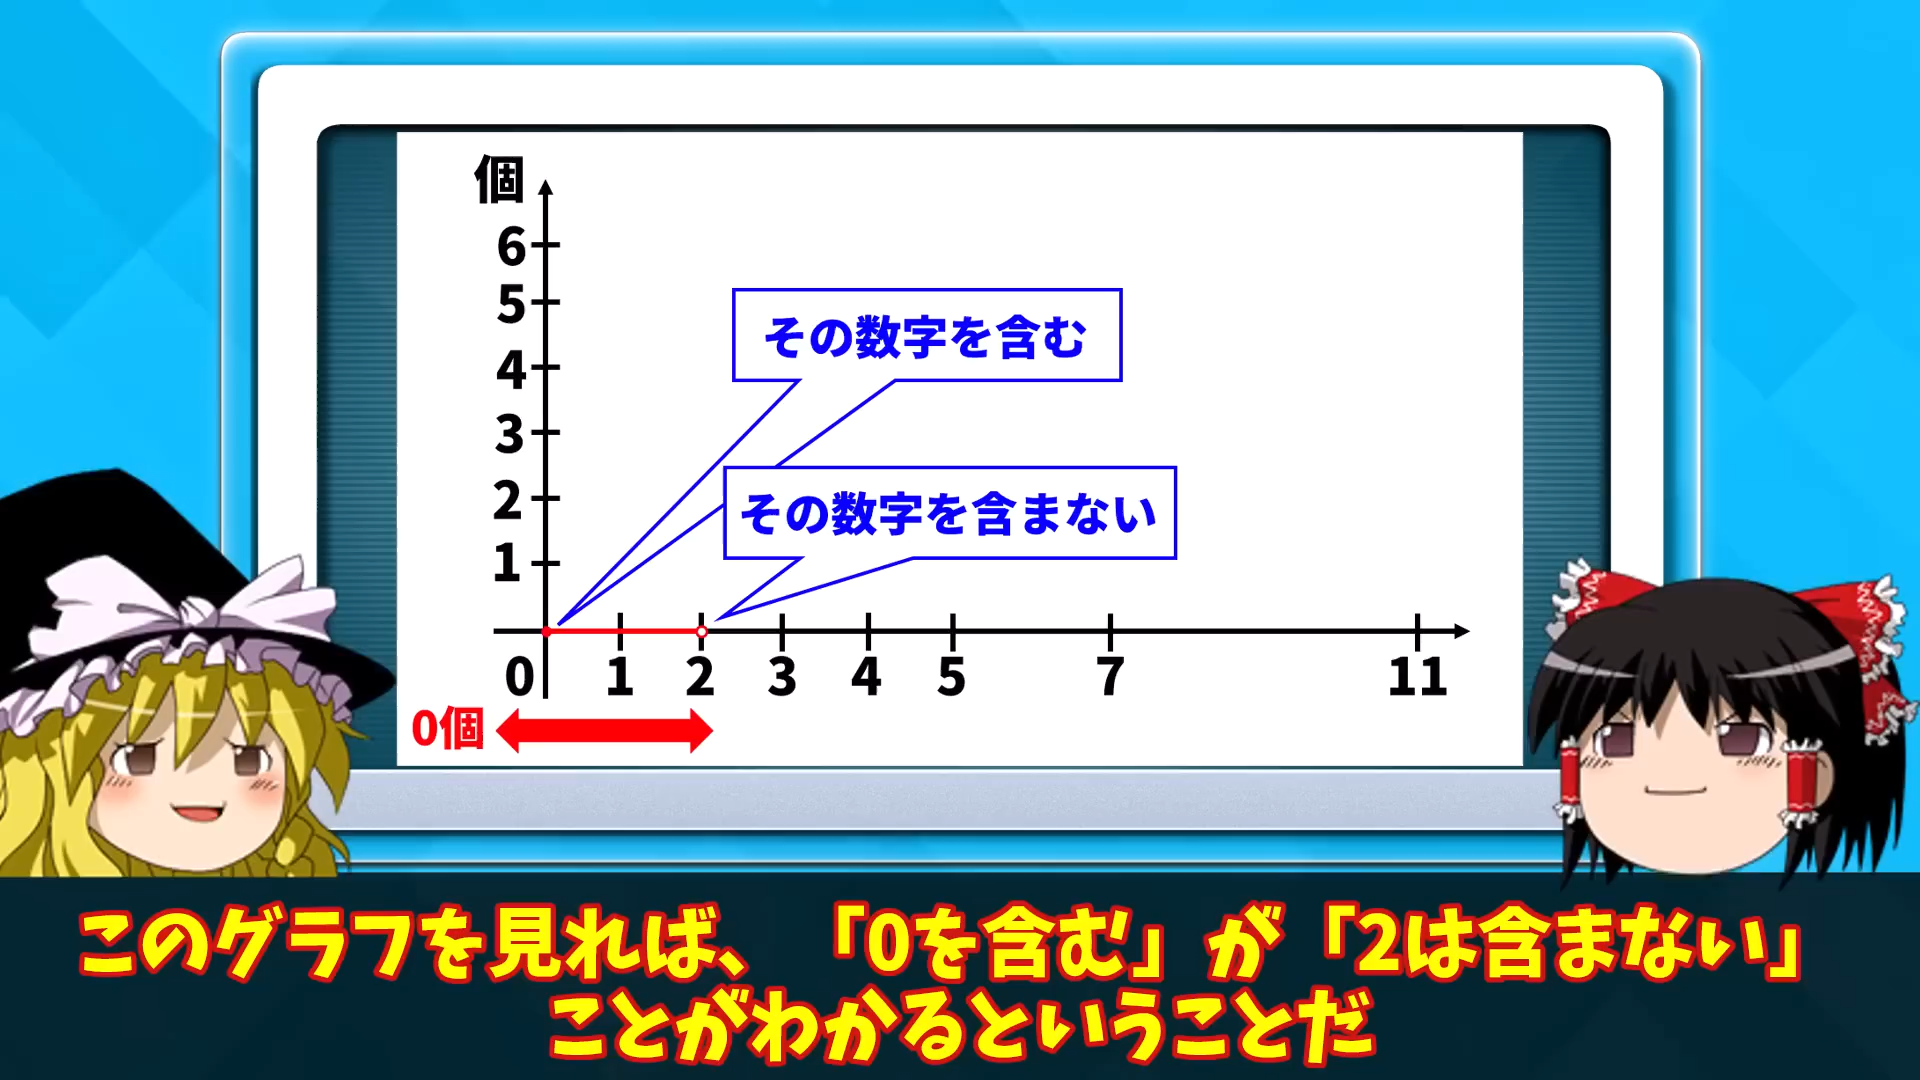 個
6
5
4
3
2
1
その数字を含む
その数字を含まない
0 1 2 3 4 5 7 11
0個
このグラフを見れば、「0を含む」が「2は含まない」
ことがわかるということだ